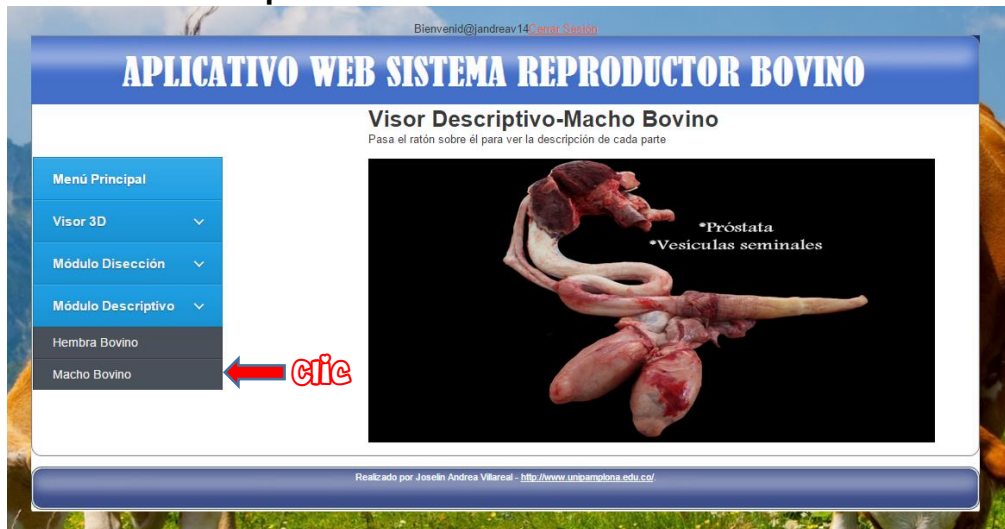 Bienvenid@jandreav14Cerrar Sesión
APLICATIVO WEB SISTEMA REPRODUCTOR BOVINO
Visor Descriptivo-Macho Bovino
Pasa el ratón sobre él para ver la descripción de cada parte
Menú Principal
Visor 3D
Módulo Disección
Módulo Descriptivo
Hembra Bovino
Macho Bovino
Clic
*Próstata
*Vesiculas seminales
Realizado por Joselin Andrea Villareal - http://www.unipamplona.edu.co/